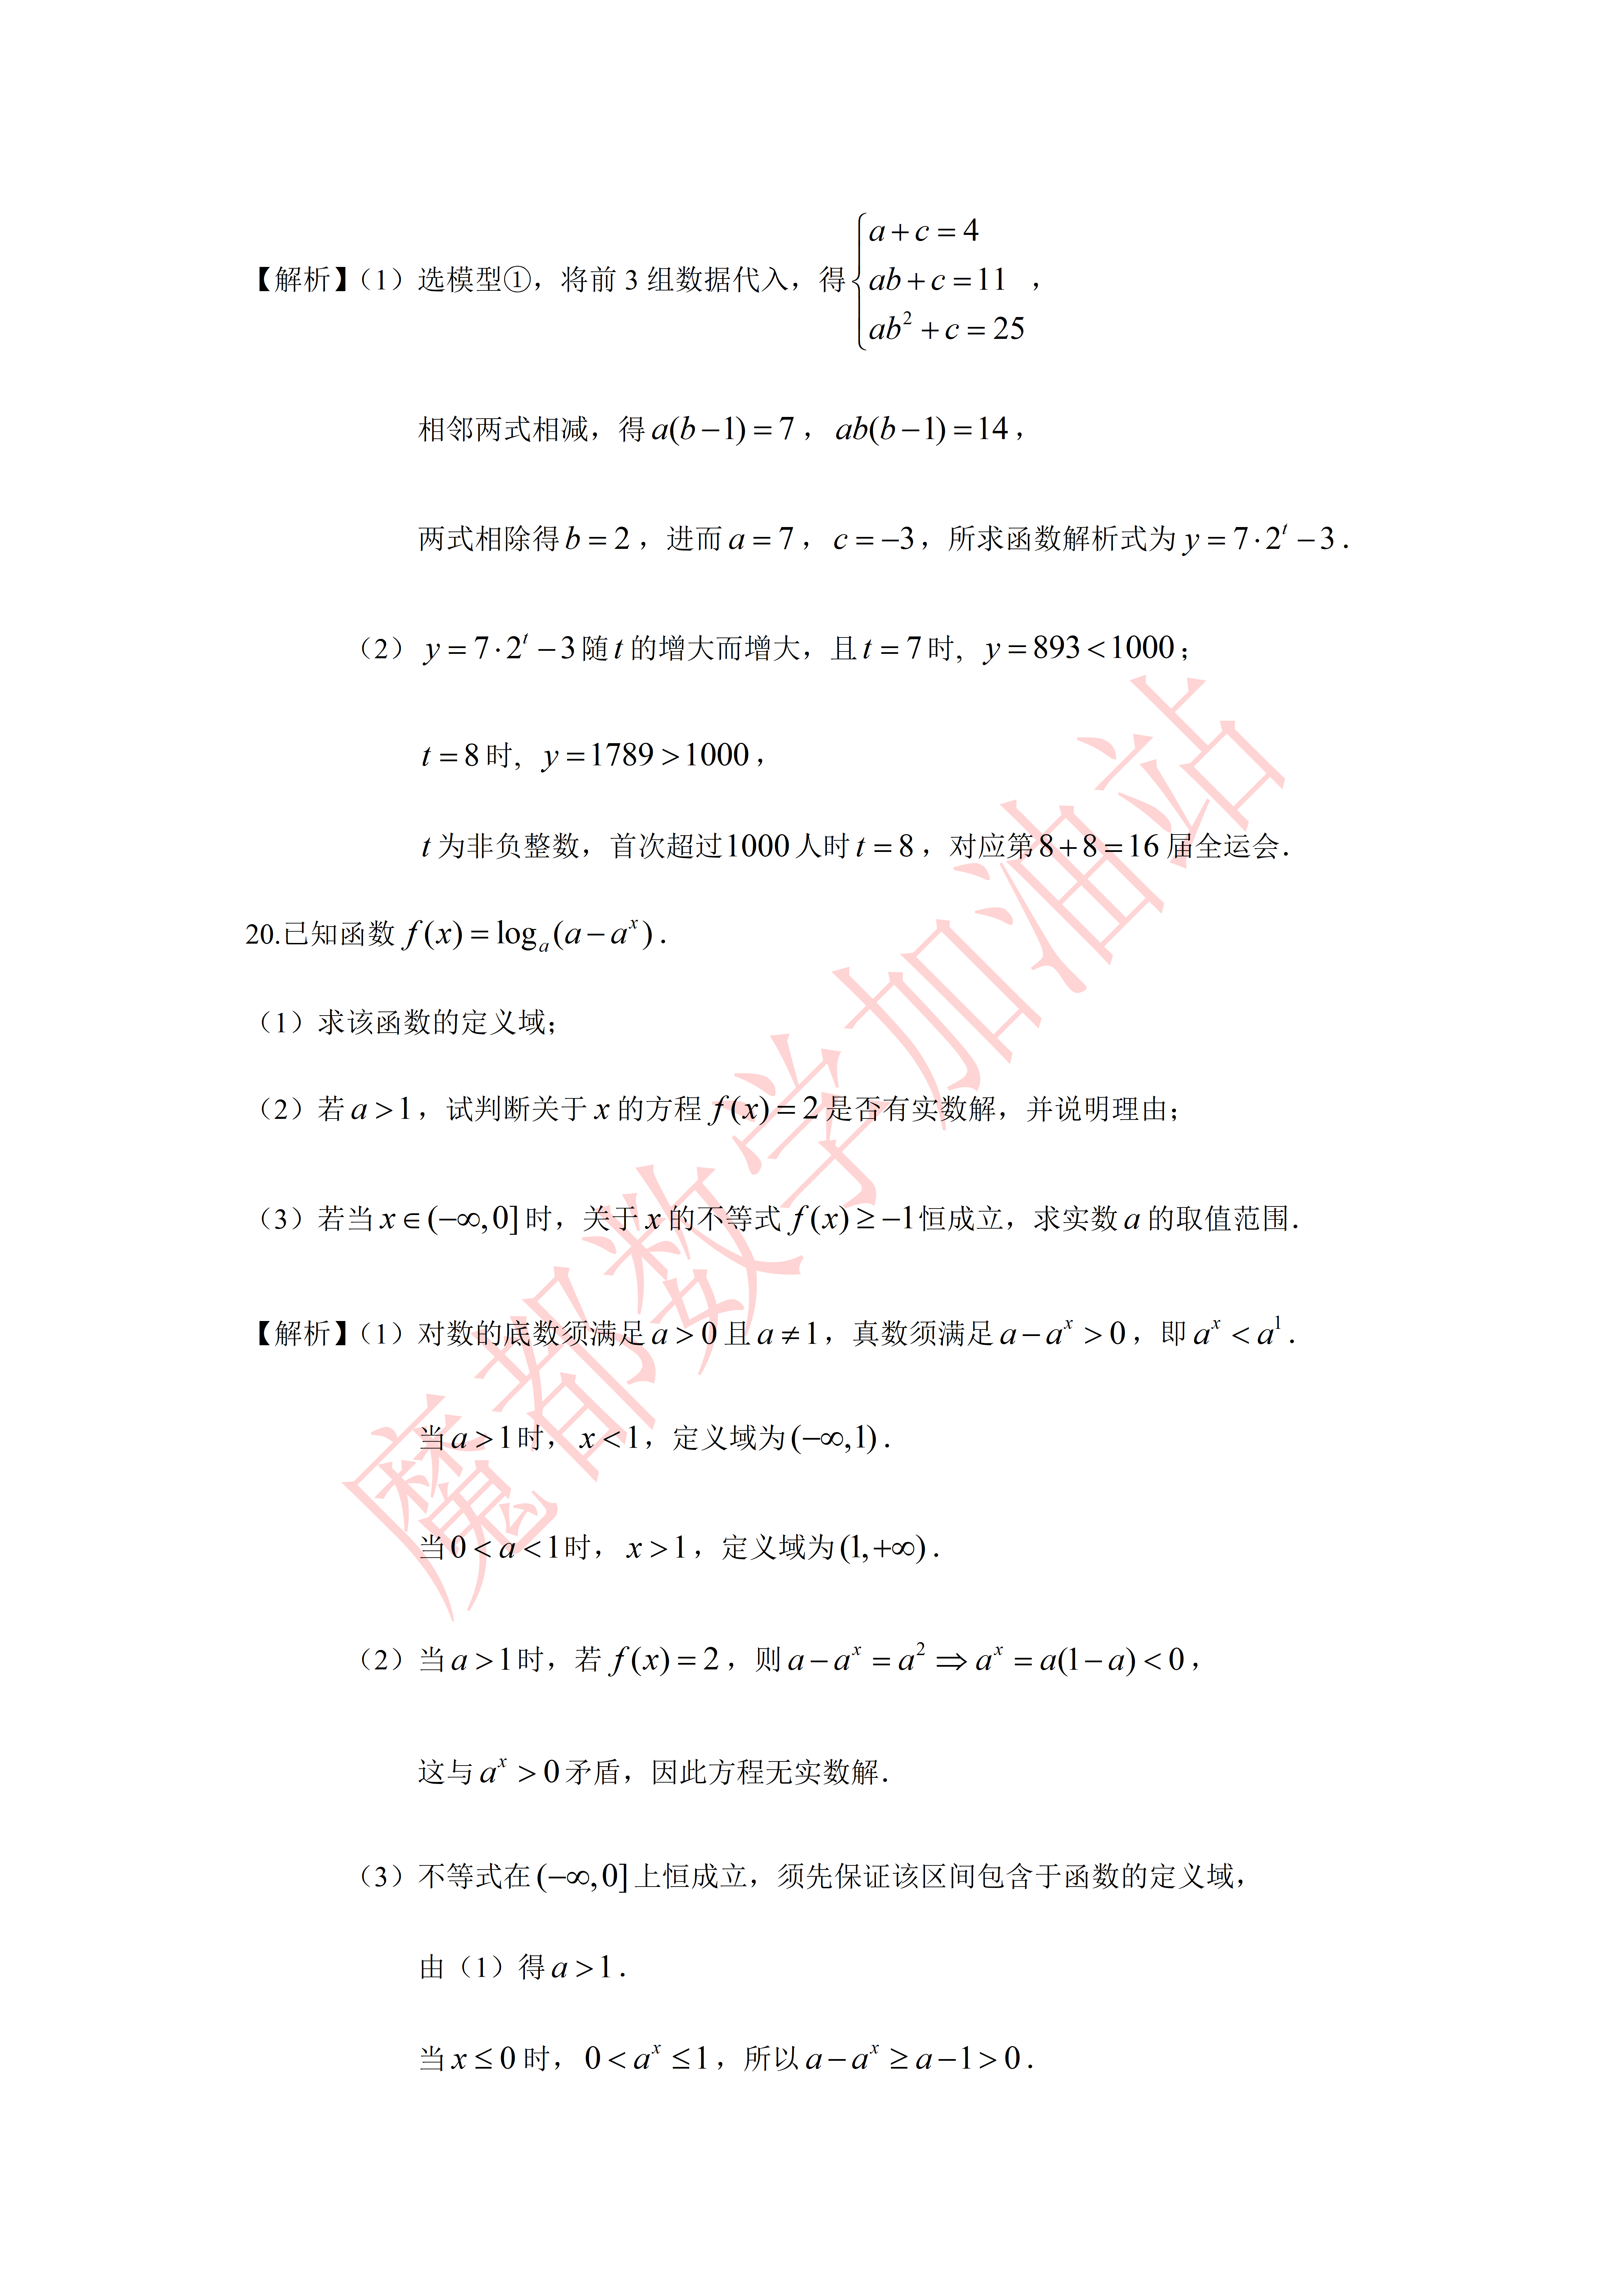 【解析】（1）选模型①，将前 3 组数据代入，得 { a + c = 4
ab + c = 11 ，
ab² + c = 25
相邻两式相减，得 a(b − 1) = 7 ， ab(b − 1) = 14 ，
两式相除得 b = 2 ，进而 a = 7 ， c = −3 ，所求函数解析式为 y = 7 · 2ᵗ − 3 ．
（2） y = 7 · 2ᵗ − 3 随 t 的增大而增大，且 t = 7 时， y = 893 < 1000 ；
t = 8 时， y = 1789 > 1000 ，
t 为非负整数，首次超过 1000 人时 t = 8 ，对应第 8 + 8 = 16 届全运会．
20.已知函数 f (x) = logₐ (a − aˣ) ．
（1）求该函数的定义域；
（2）若 a > 1 ，试判断关于 x 的方程 f (x) = 2 是否有实数解，并说明理由；
（3）若当 x ∈ (−∞, 0] 时，关于 x 的不等式 f (x) ≥ −1 恒成立，求实数 a 的取值范围．
【解析】（1）对数的底数须满足 a > 0 且 a ≠ 1 ，真数须满足 a − aˣ > 0 ，即 aˣ < a¹ ．
当 a > 1 时， x < 1 ，定义域为 (−∞, 1) ．
当 0 < a < 1 时， x > 1 ，定义域为 (1, +∞) ．
（2）当 a > 1 时，若 f (x) = 2 ，则 a − aˣ = a² ⇒ aˣ = a(1 − a) < 0 ，
这与 aˣ > 0 矛盾，因此方程无实数解．
（3）不等式在 (−∞, 0] 上恒成立，须先保证该区间包含于函数的定义域，
由（1）得 a > 1 ．
当 x ≤ 0 时， 0 < aˣ ≤ 1 ，所以 a − aˣ ≥ a − 1 > 0 ．
魔都数学加油站